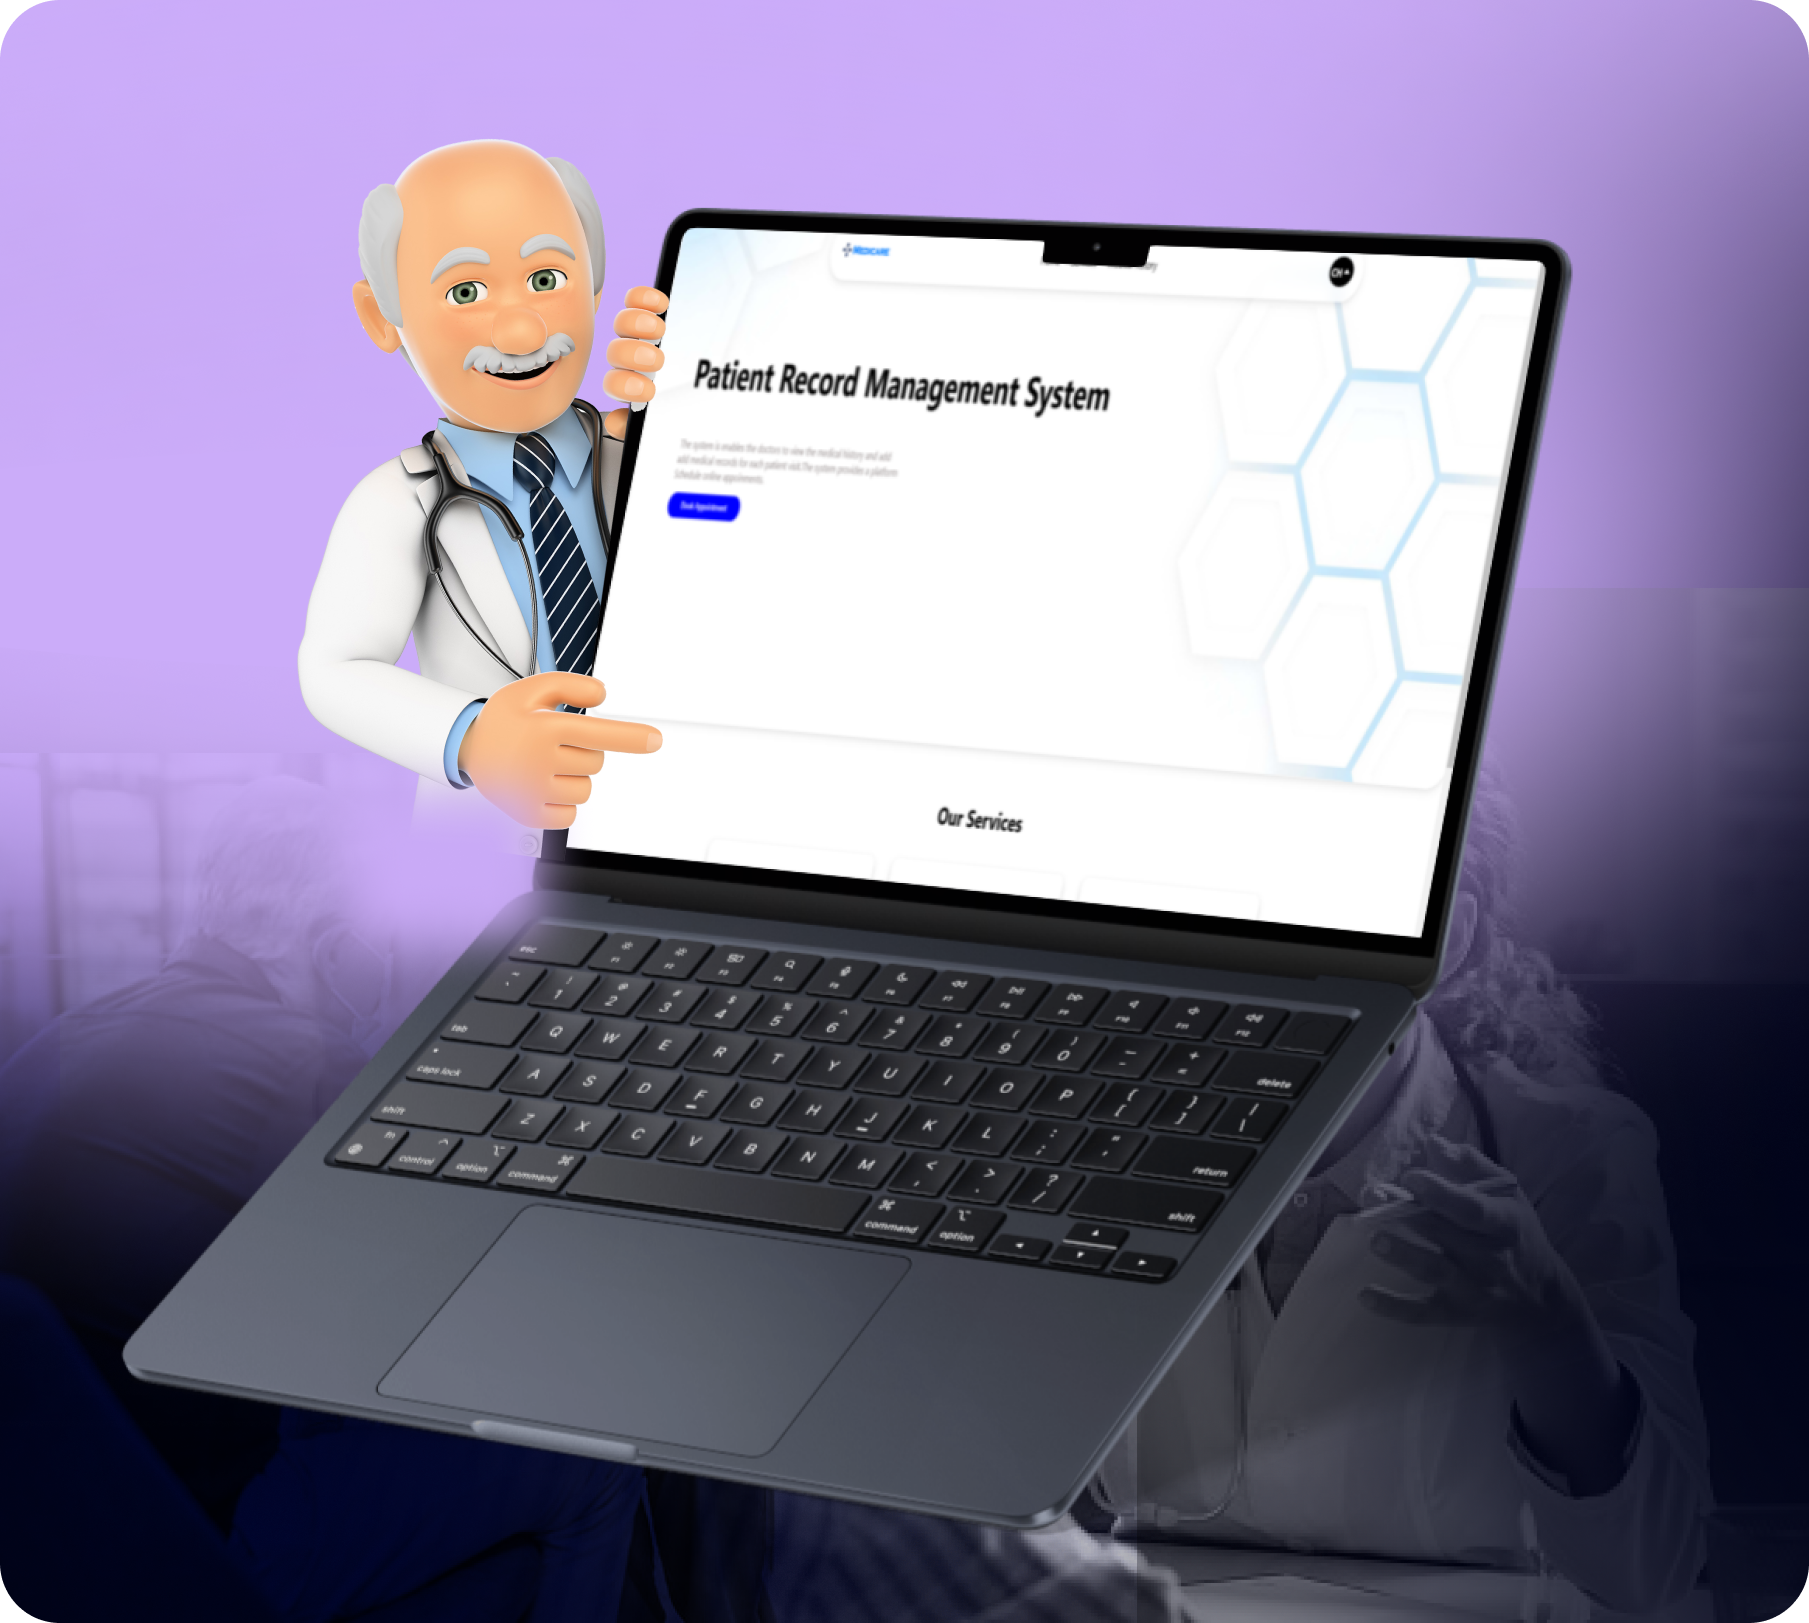 MEDICARE
CH
Patient Record Management System
The system is enables the doctors to view the medical history and add
add medical records for each patient visit.The system provides a platform
Schedule online appoinments.
Book Appointment
Our Services
esc F1 F2 F3 F4 F5 F6 F7 F8 F9 F10 F11 F12
~ ` ! 1 @ 2 # 3 $ 4 % 5 ^ 6 & 7 * 8 ( 9 ) 0 — - + =
delete
tab Q W E R T Y U I O P { [ } ] | \
caps lock A S D F G H J K L : ; " '
return
shift Z X C V B N M < , > . ? /
shift
fn control option command
command option